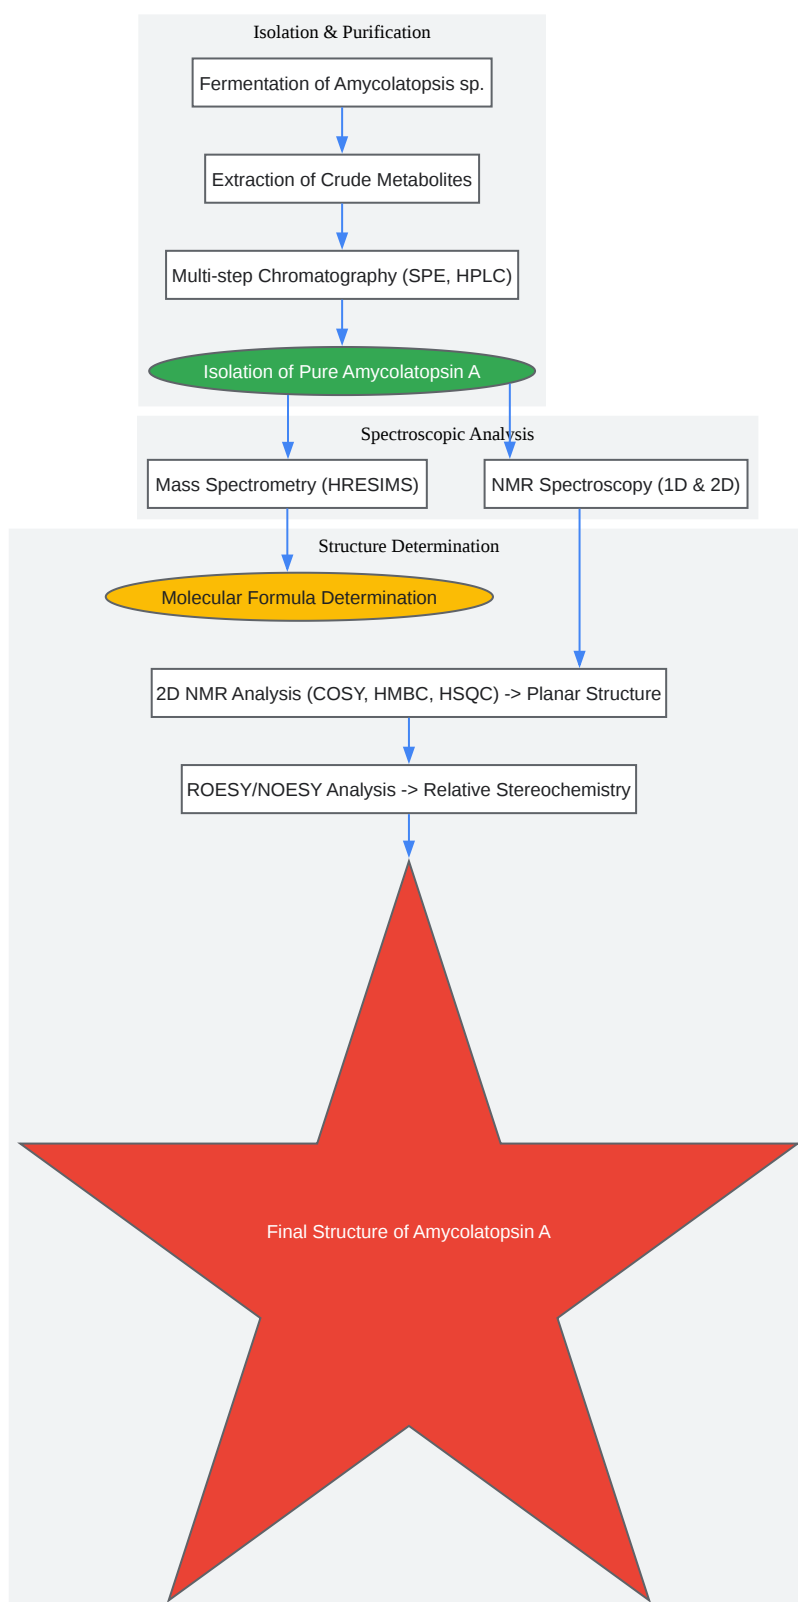 Isolation & Purification
Fermentation of Amycolatopsis sp.
Extraction of Crude Metabolites
Multi-step Chromatography (SPE, HPLC)
Isolation of Pure Amycolatopsin A
Spectroscopic Analysis
Mass Spectrometry (HRESIMS)
NMR Spectroscopy (1D & 2D)
Structure Determination
Molecular Formula Determination
2D NMR Analysis (COSY, HMBC, HSQC) -> Planar Structure
ROESY/NOESY Analysis -> Relative Stereochemistry
Final Structure of Amycolatopsin A